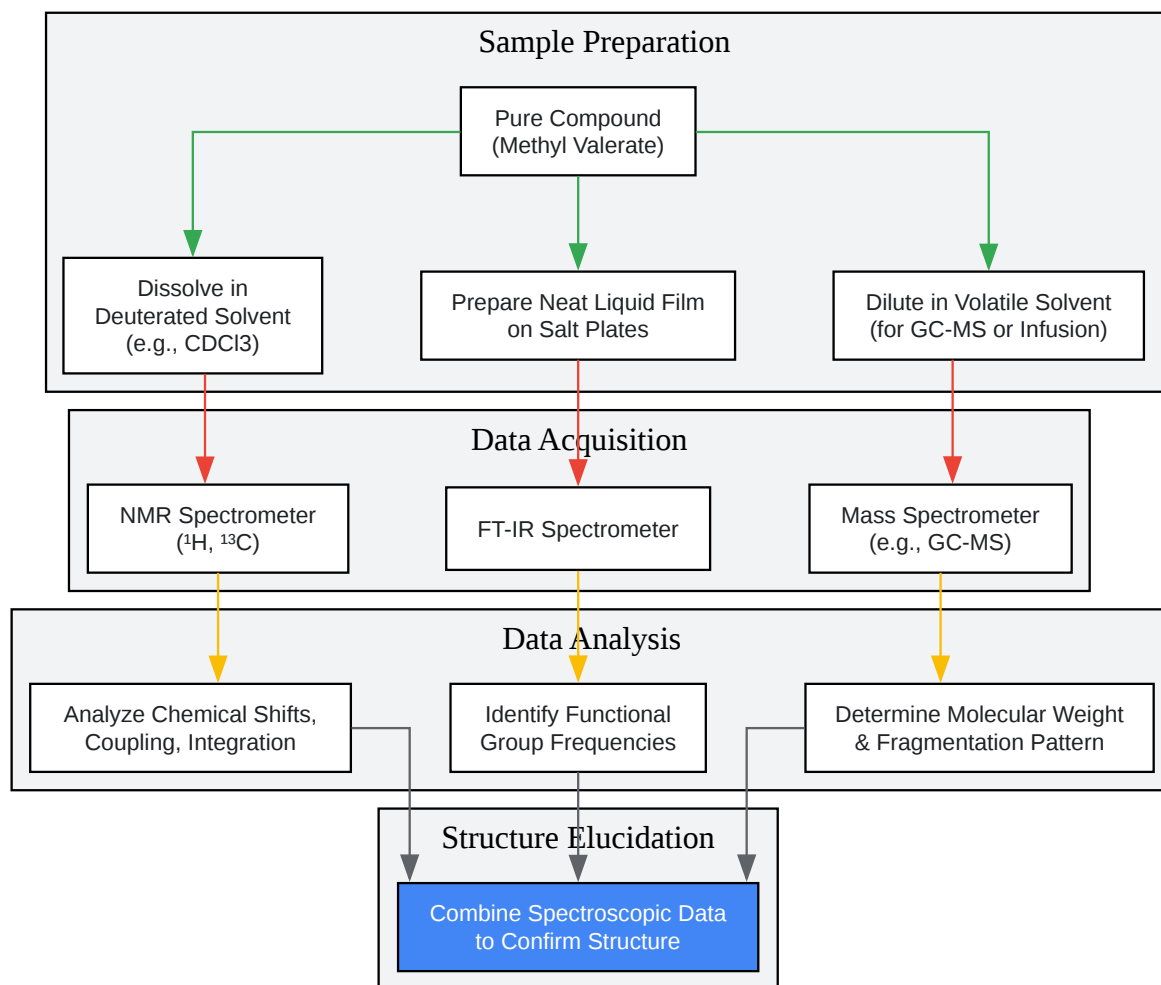 Sample Preparation
Pure Compound
(Methyl Valerate)
Dissolve in
Deuterated Solvent
(e.g., CDCl3)
Prepare Neat Liquid Film
on Salt Plates
Dilute in Volatile Solvent
(for GC-MS or Infusion)
Data Acquisition
NMR Spectrometer
(¹H, ¹³C)
FT-IR Spectrometer
Mass Spectrometer
(e.g., GC-MS)
Data Analysis
Analyze Chemical Shifts,
Coupling, Integration
Identify Functional
Group Frequencies
Determine Molecular Weight
& Fragmentation Pattern
Structure Elucidation
Combine Spectroscopic Data
to Confirm Structure